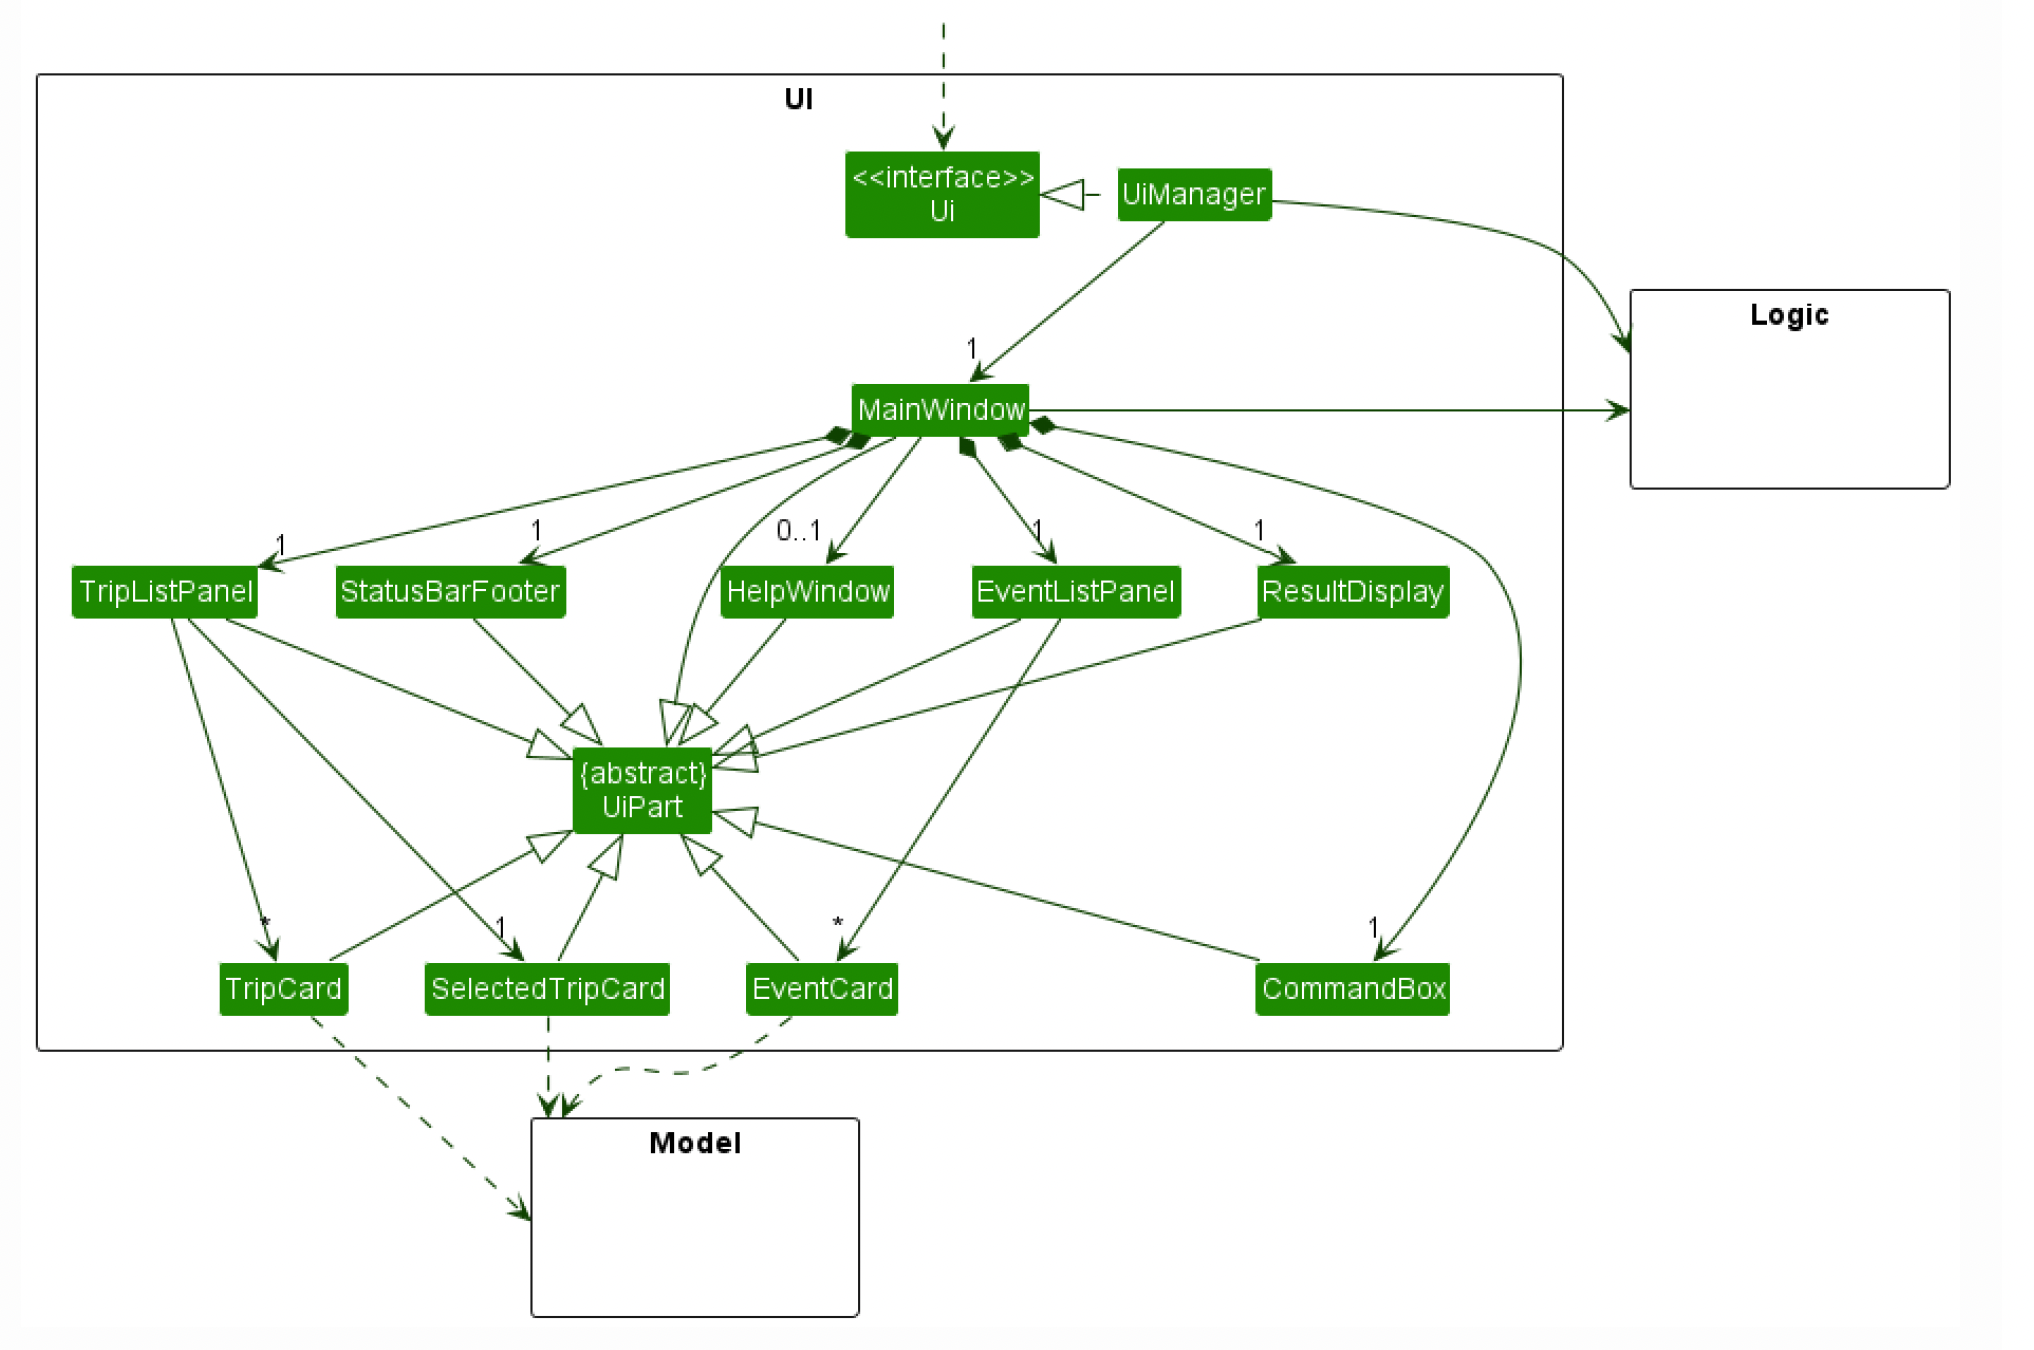 UI
<<interface>>
Ui
UiManager
Logic
1
MainWindow
1
1
0..1
1
1
TripListPanel
StatusBarFooter
HelpWindow
EventListPanel
ResultDisplay
{abstract}
UiPart
*
1
*
1
TripCard
SelectedTripCard
EventCard
CommandBox
Model